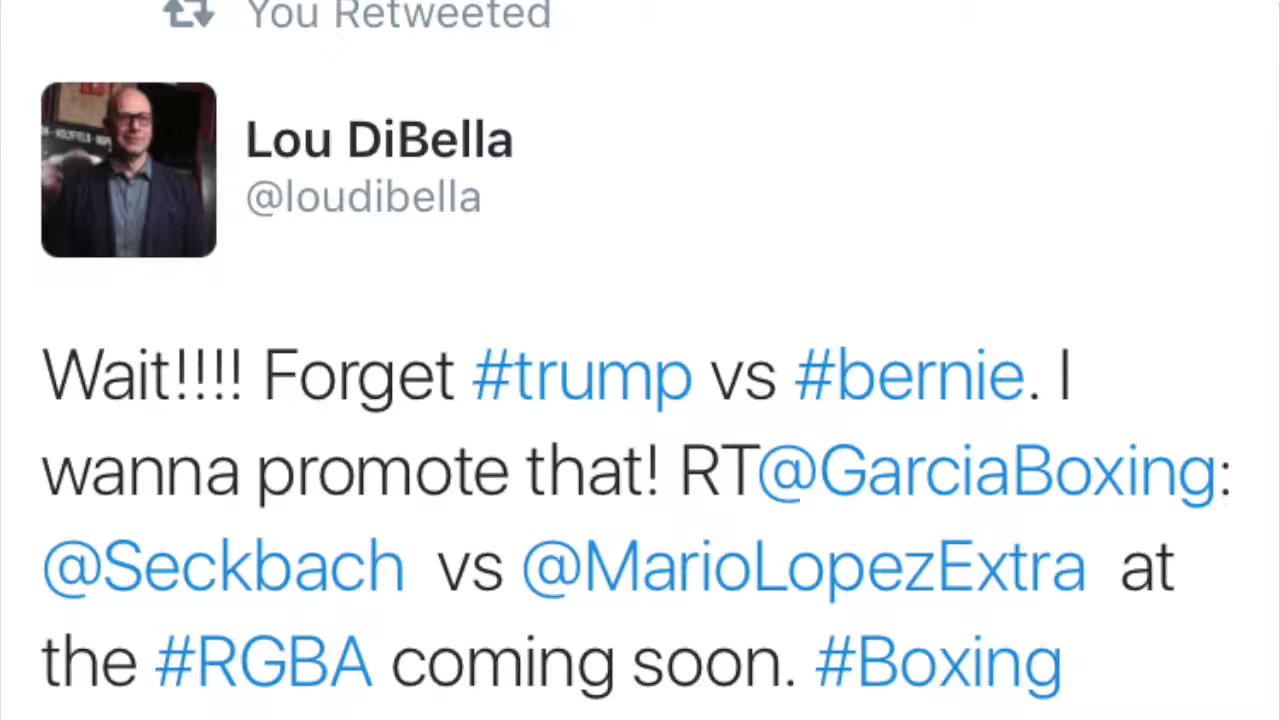 You Retweeted
Lou DiBella
@loudibella
Wait!!!! Forget #trump vs #bernie. I
wanna promote that! RT@GarciaBoxing:
@Seckbach vs @MarioLopezExtra at
the #RGBA coming soon. #Boxing